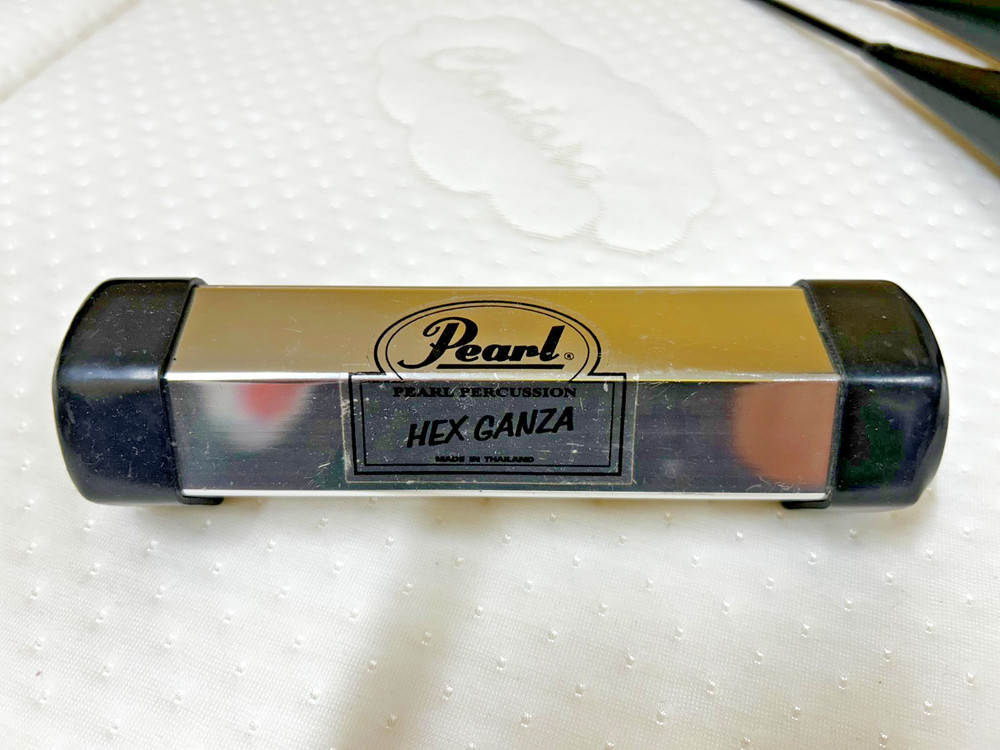 Pearl®
PEARL PERCUSSION
HEX GANZA
MADE IN THAILAND